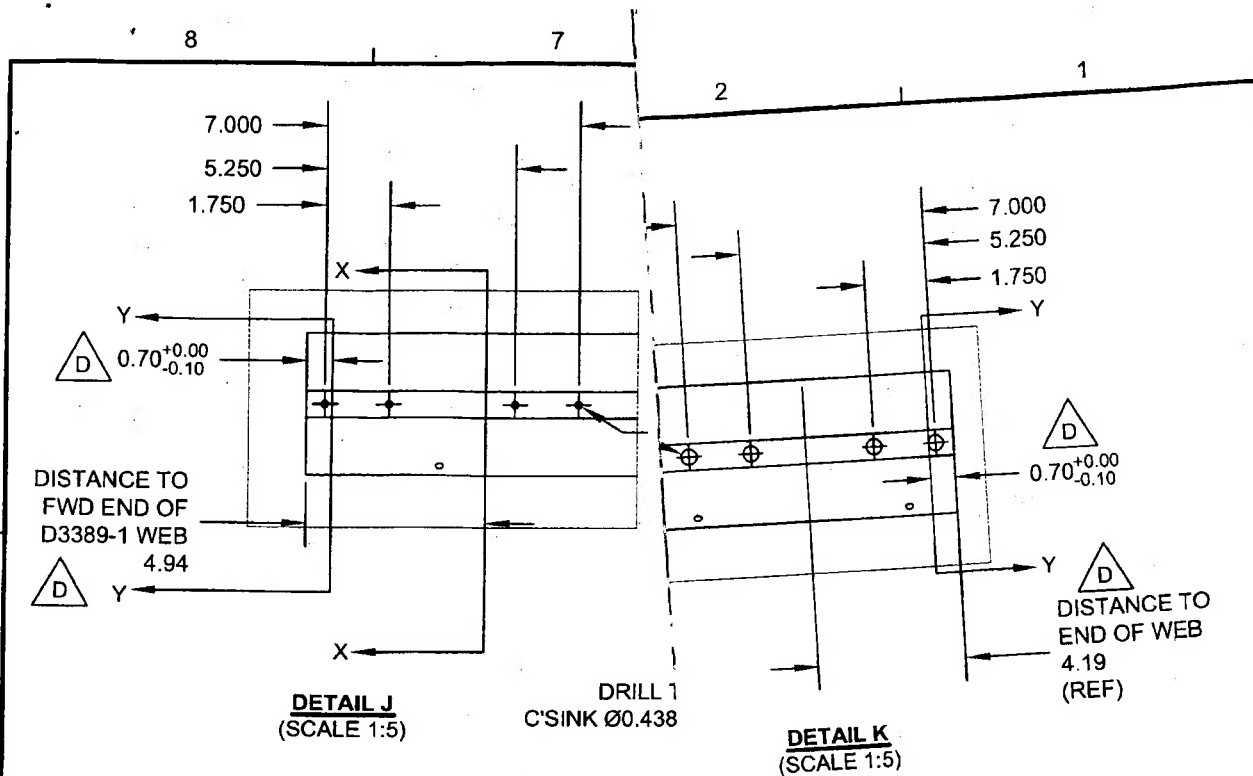 8
7
2
1
7.000
5.250
1.750
X
Y
D
0.70 +0.00
-0.10
DISTANCE TO
FWD END OF
D3389-1 WEB
4.94
D
Y
X
DETAIL J
(SCALE 1:5)
DRILL
C'SINK Ø0.438
7.000
5.250
1.750
Y
D
0.70 +0.00
-0.10
Y
D
DISTANCE TO
END OF WEB
4.19
(REF)
DETAIL K
(SCALE 1:5)